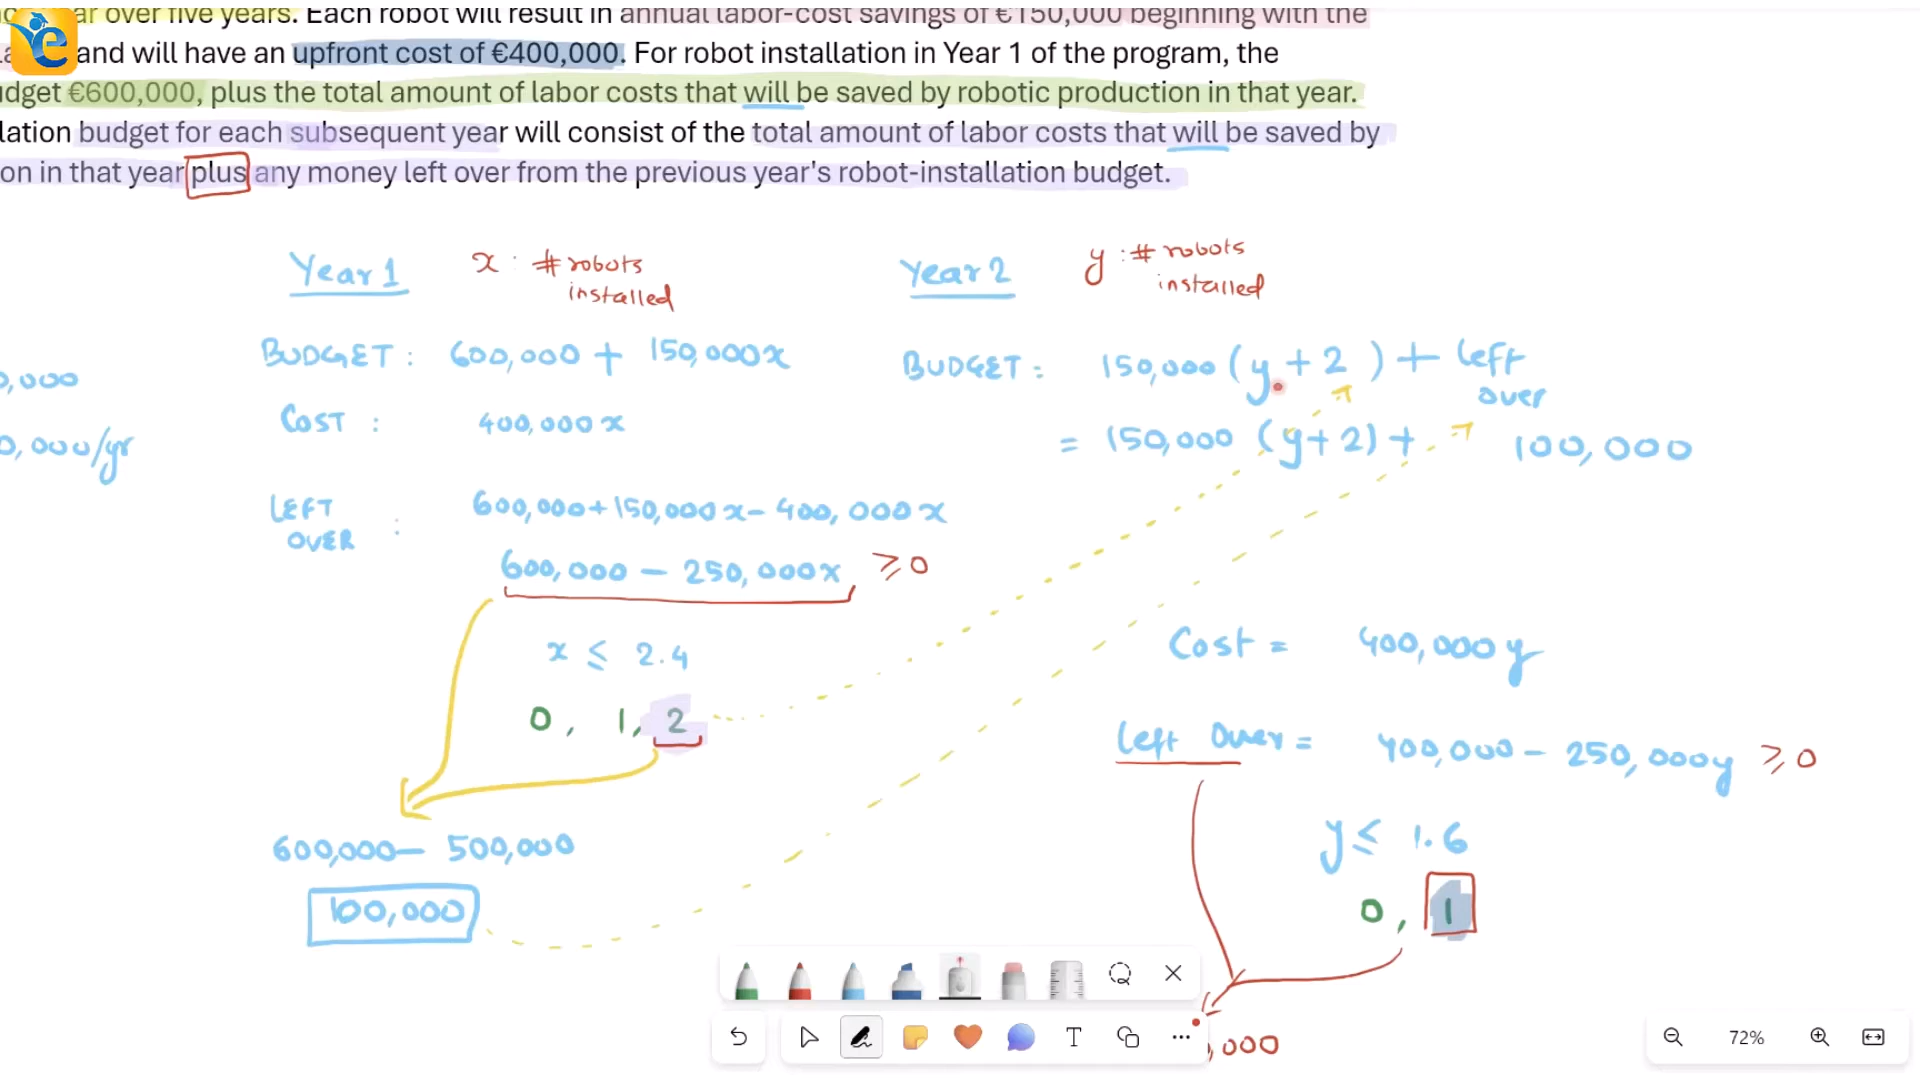 ar over five years. Each robot will result in annual labor-cost savings of €150,000 beginning with the
and will have an upfront cost of €400,000. For robot installation in Year 1 of the program, the
dget €600,000, plus the total amount of labor costs that will be saved by robotic production in that year.
lation budget for each subsequent year will consist of the total amount of labor costs that will be saved by
on in that year plus any money left over from the previous year's robot-installation budget.
Year 1 x : # robots installed
Year 2 y : # robots installed
BUDGET : 600,000 + 150,000x
BUDGET = 150,000 (y + 2) + left over
0,000
COST : 400,000x
= 150,000 (y + 2) + 100,000
0,000/yr
LEFT OVER : 600,000 + 150,000x - 400,000x
600,000 - 250,000x ≥ 0
x ≤ 2.4
Cost = 400,000y
0, 1, 2
Left Over = 400,000 - 250,000y ≥ 0
600,000 - 500,000
y ≤ 1.6
100,000
0, 1
,000
72%